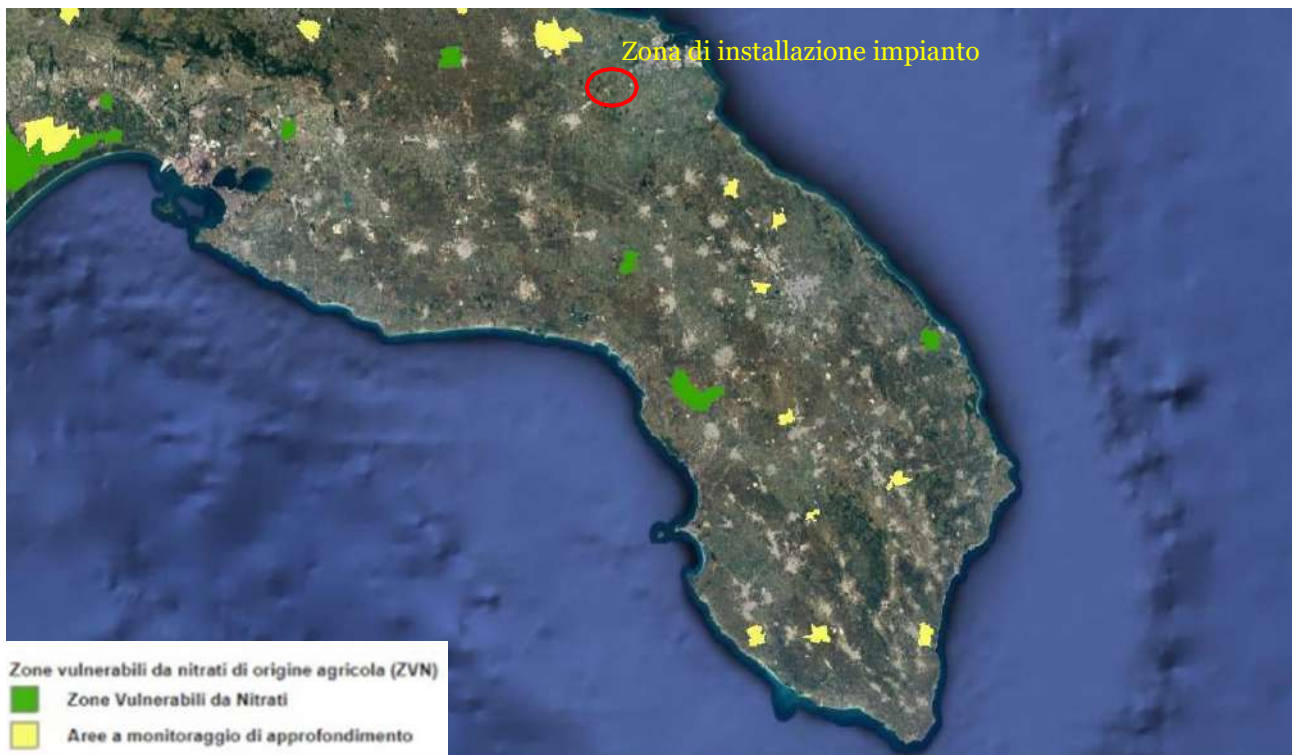 Zona di installazione impianto
Zone vulnerabili da nitrati di origine agricola (ZVN)
Zone Vulnerabili da Nitrati
Aree a monitoraggio di approfondimento